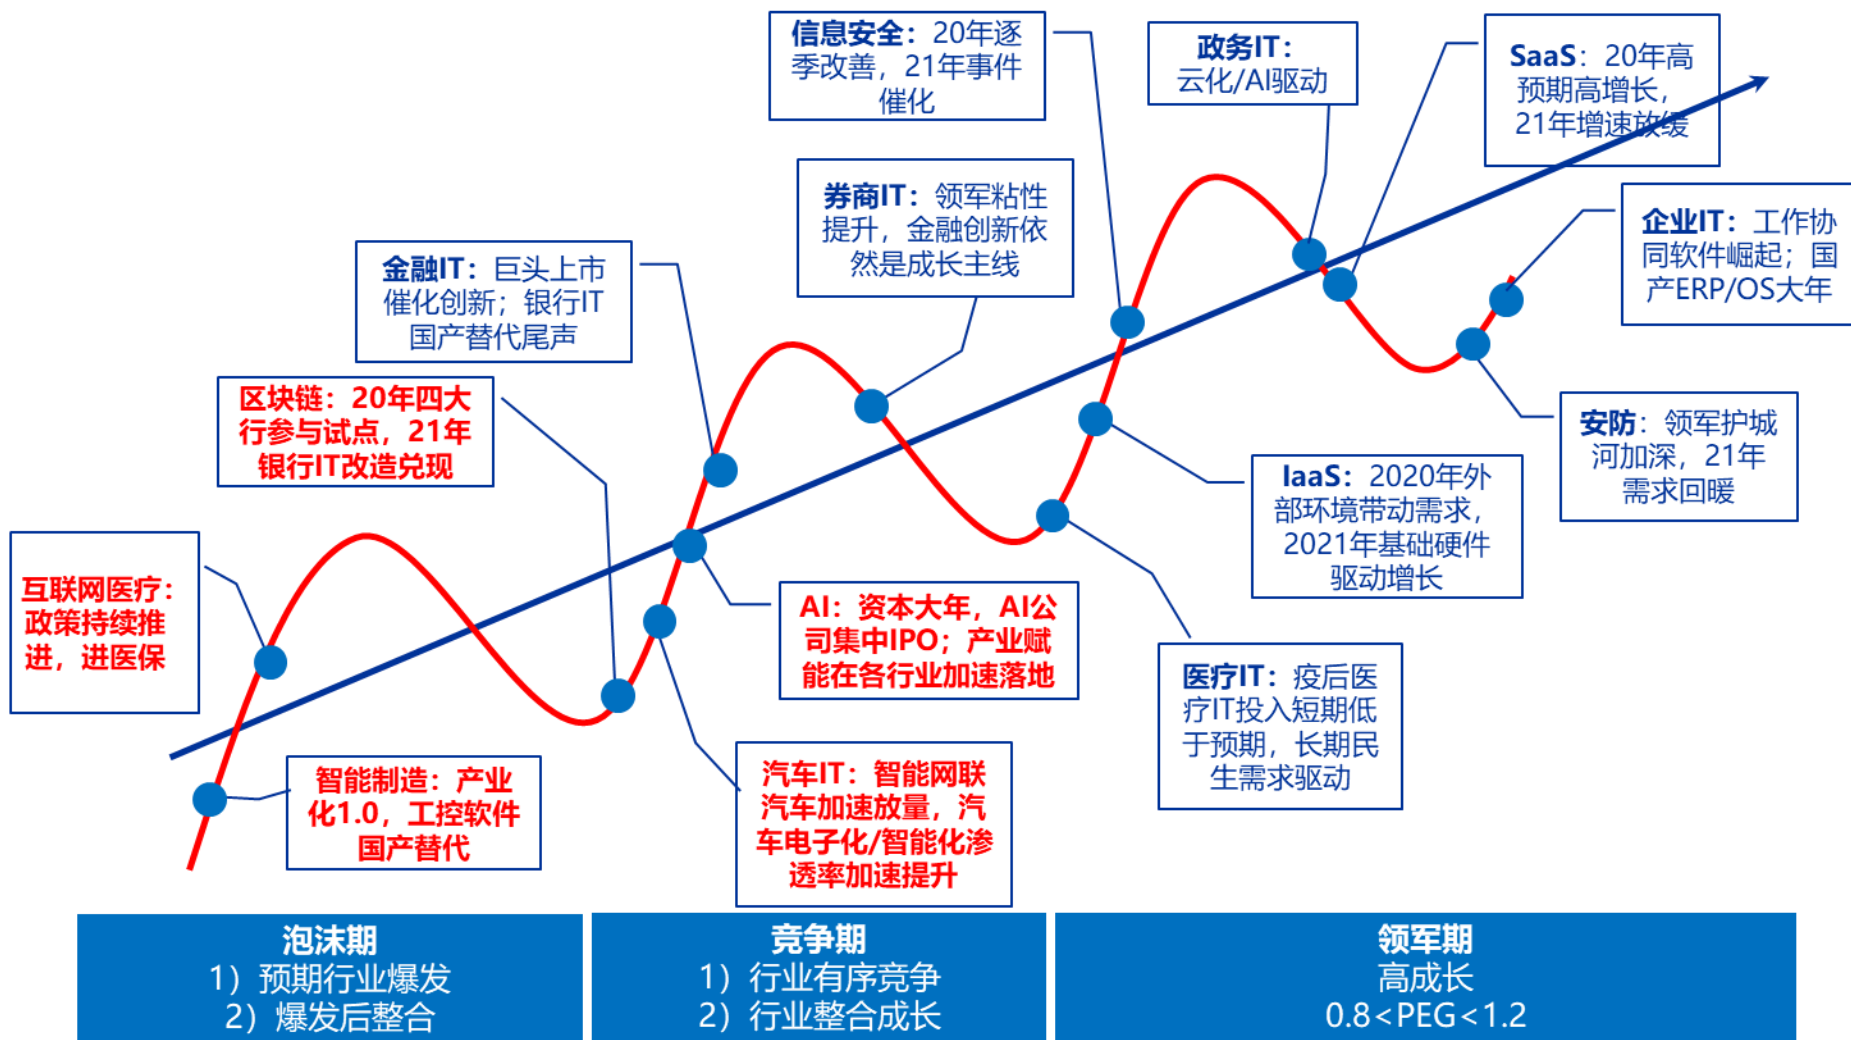 信息安全：20年逐
季改善，21年事件
催化
政务IT：
云化/AI驱动
SaaS：20年高
预期高增长，
21年增速放缓
券商IT：领军粘性
提升，金融创新依
然是成长主线
企业IT：工作协
同软件崛起；国
产ERP/OS大年
金融IT：巨头上市
催化创新；银行IT
国产替代尾声
区块链：20年四大
行参与试点，21年
银行IT改造兑现
安防：领军护城
河加深，21年
需求回暖
IaaS：2020年外
部环境带动需求，
2021年基础硬件
驱动增长
互联网医疗：
政策持续推
进，进医保
AI：资本大年，AI公
司集中IPO；产业赋
能在各行业加速落地
医疗IT：疫后医
疗IT投入短期低
于预期，长期民
生需求驱动
智能制造：产业
化1.0，工控软件
国产替代
汽车IT：智能网联
汽车加速放量，汽
车电子化/智能化渗
透率加速提升
泡沫期
1）预期行业爆发
2）爆发后整合
竞争期
1）行业有序竞争
2）行业整合成长
领军期
高成长
0.8<PEG<1.2